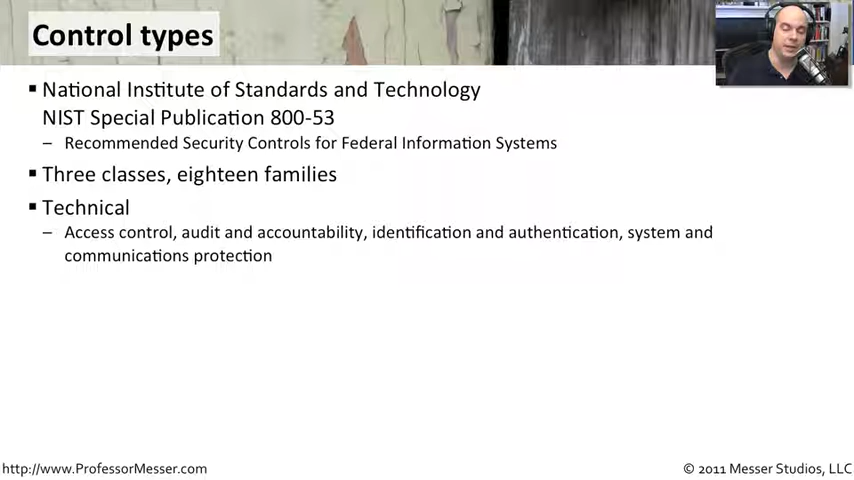 Control types
▪ National Institute of Standards and Technology
NIST Special Publication 800-53
– Recommended Security Controls for Federal Information Systems
▪ Three classes, eighteen families
▪ Technical
– Access control, audit and accountability, identification and authentication, system and
communications protection
http://www.ProfessorMesser.com
© 2011 Messer Studios, LLC